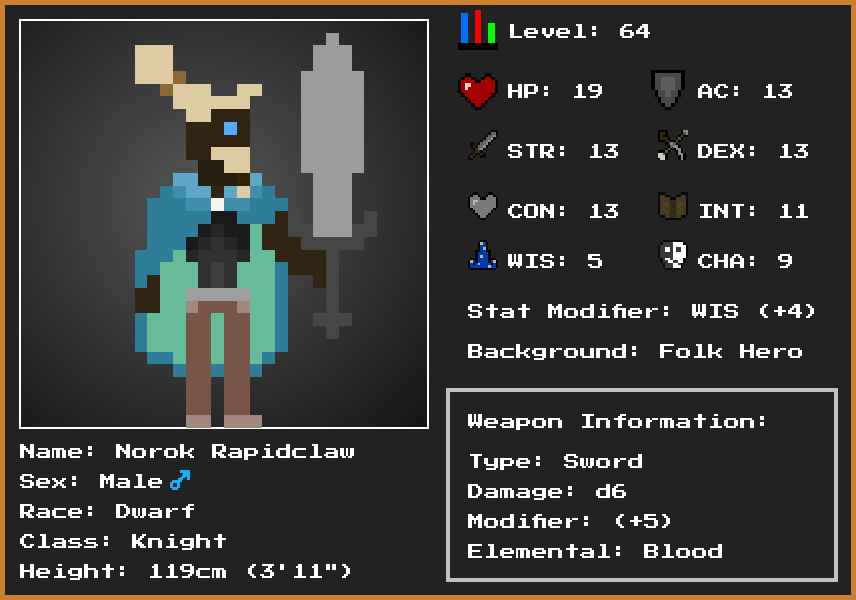 Level: 64
HP: 19 AC: 13
STR: 13 DEX: 13
CON: 13 INT: 11
WIS: 5 CHA: 9
Stat Modifier: WIS (+4)
Background: Folk Hero
Name: Norok Rapidclaw
Sex: Male ♂
Race: Dwarf
Class: Knight
Height: 119cm (3'11")
Weapon Information:
Type: Sword
Damage: d6
Modifier: (+5)
Elemental: Blood